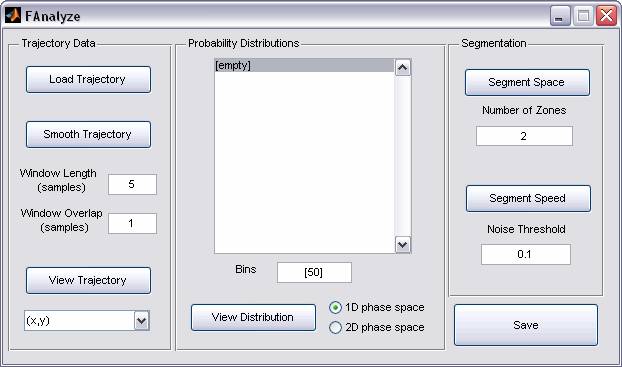 FAnalyze
Trajectory Data
Load Trajectory
Smooth Trajectory
Window Length
(samples)
5
Window Overlap
(samples)
1
View Trajectory
(x,y)
Probability Distributions
[empty]
Bins
[50]
View Distribution
1D phase space
2D phase space
Segmentation
Segment Space
Number of Zones
2
Segment Speed
Noise Threshold
0.1
Save